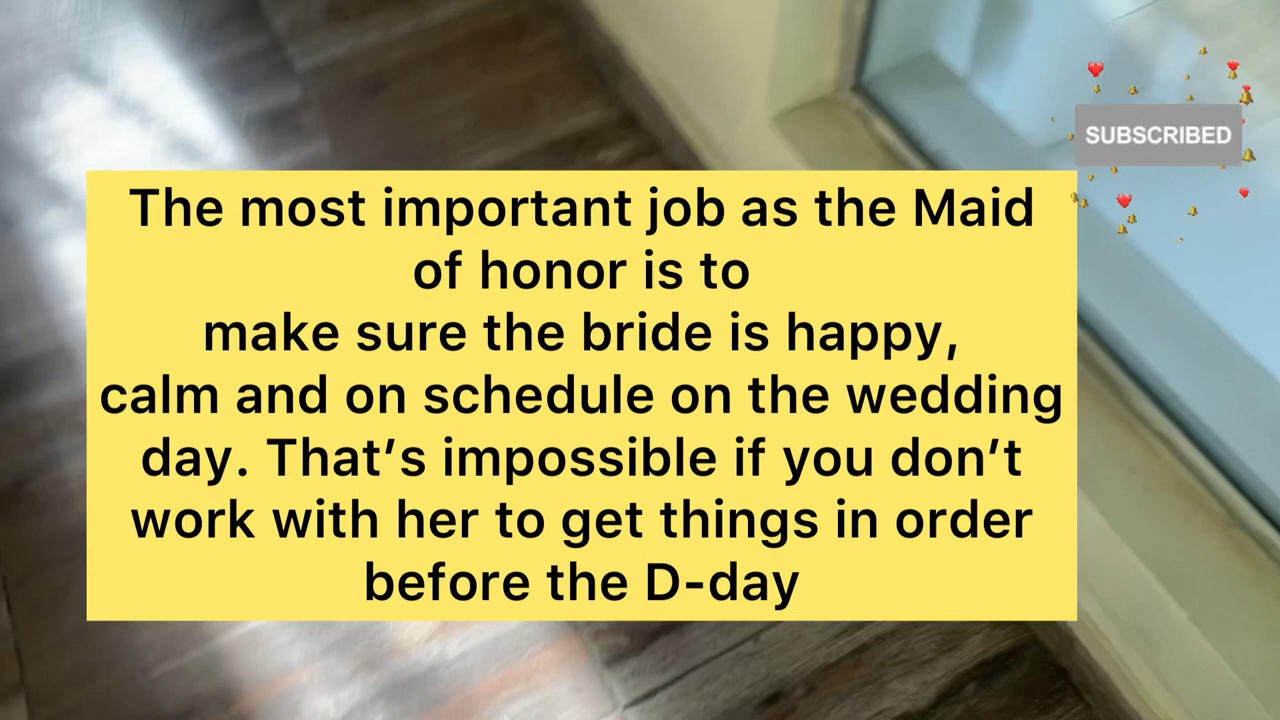 The most important job as the Maid
of honor is to
make sure the bride is happy,
calm and on schedule on the wedding
day. That’s impossible if you don’t
work with her to get things in order
before the D-day
SUBSCRIBED